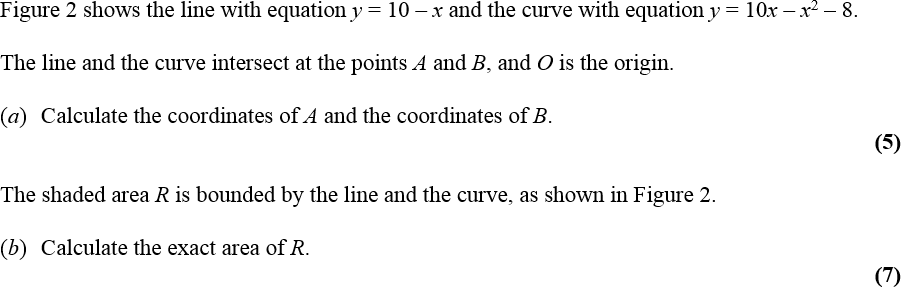 Figure 2 shows the line with equation y = 10 – x and the curve with equation y = 10x – x² – 8.
The line and the curve intersect at the points A and B, and O is the origin.
(a) Calculate the coordinates of A and the coordinates of B.
(5)
The shaded area R is bounded by the line and the curve, as shown in Figure 2.
(b) Calculate the exact area of R.
(7)